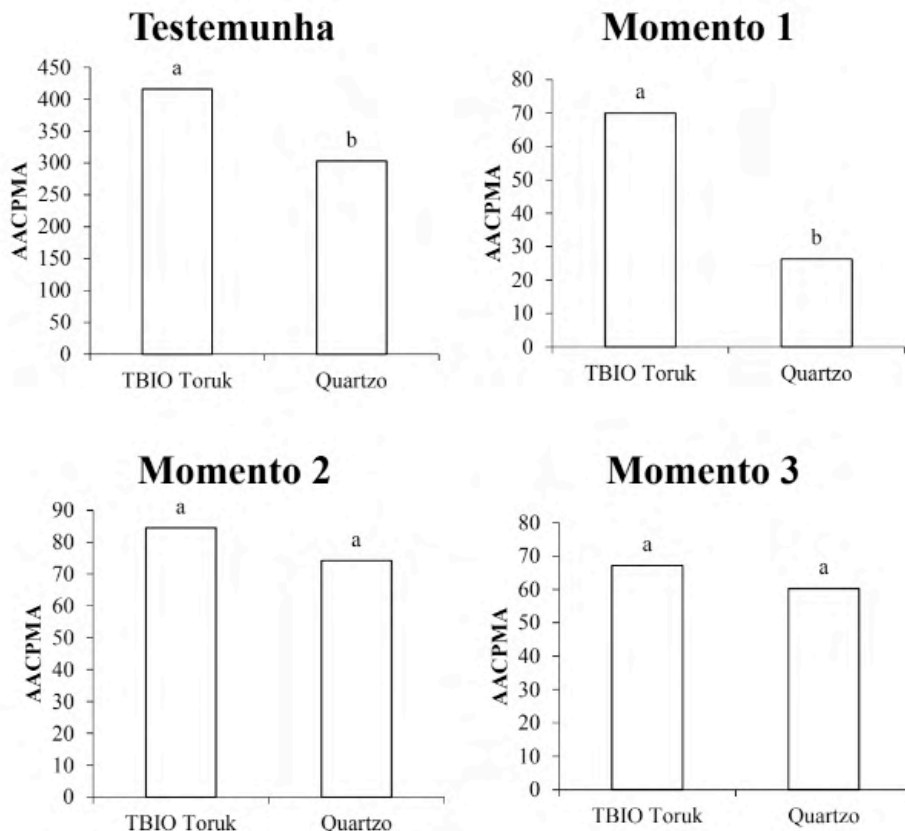 Testemunha
450
400
350
300
250
200
150
100
50
0
AACPMA
a
b
TBIO Toruk
Quartzo
Momento 1
80
70
60
50
40
30
20
10
0
AACPMA
a
b
TBIO Toruk
Quartzo
Momento 2
90
80
70
60
50
40
30
20
10
0
AACPMA
a
a
TBIO Toruk
Quartzo
Momento 3
80
70
60
50
40
30
20
10
0
AACPMA
a
a
TBIO Toruk
Quartzo